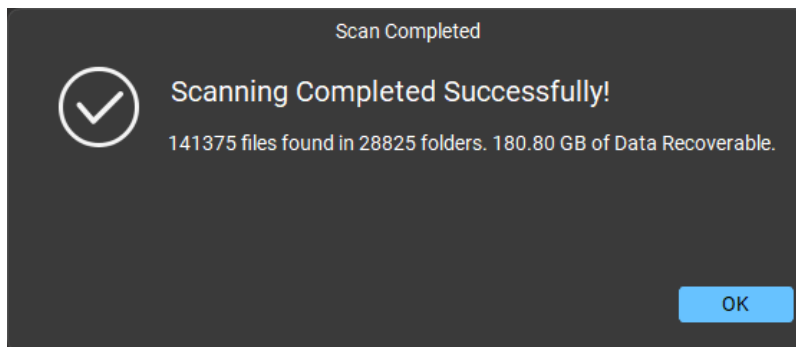 Scan Completed
Scanning Completed Successfully!
141375 files found in 28825 folders. 180.80 GB of Data Recoverable.
OK